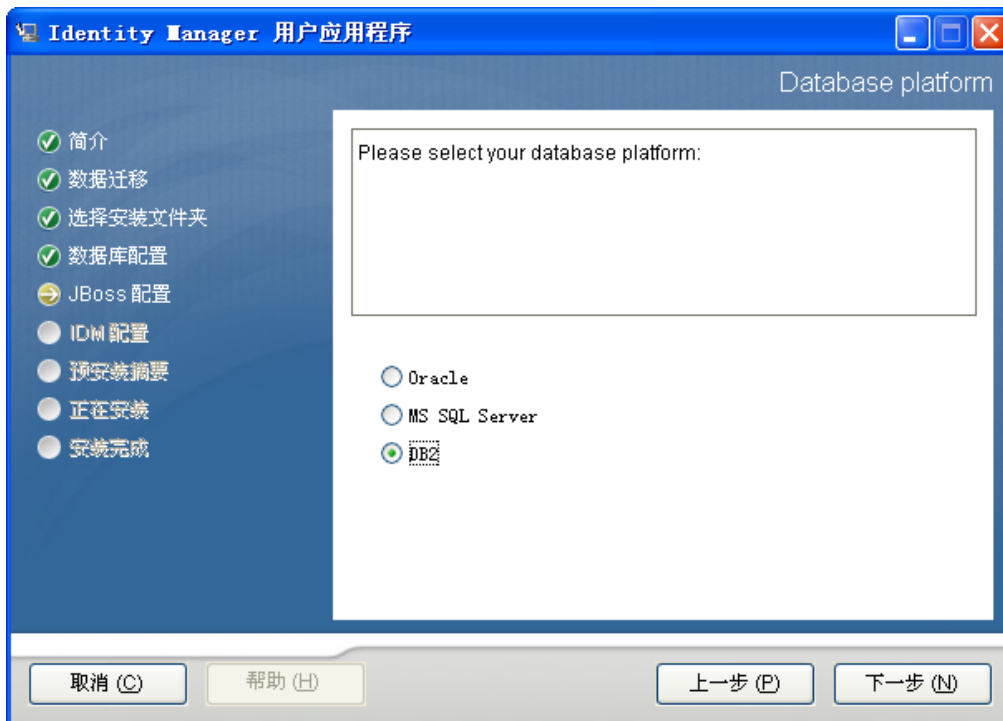 Identity Manager 用户应用程序
Database platform
简介
数据迁移
选择安装文件夹
数据库配置
JBoss 配置
IDM 配置
预安装摘要
正在安装
安装完成
Please select your database platform:
Oracle
MS SQL Server
DB2
取消 (C)
帮助 (H)
上一步 (P)
下一步 (N)